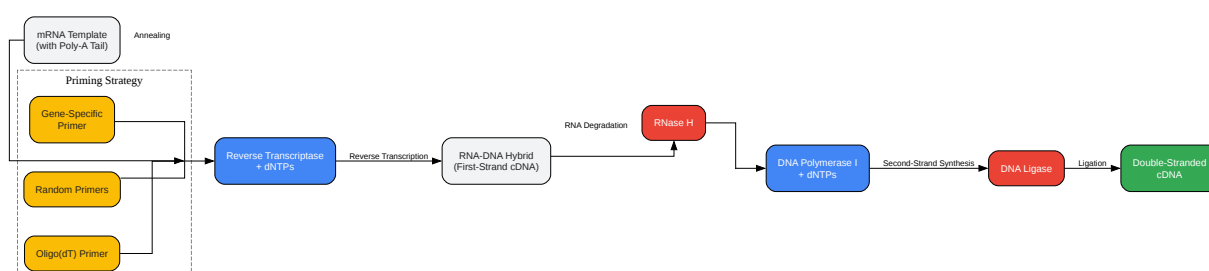 mRNA Template
(with Poly-A Tail)
Annealing
Priming Strategy
Gene-Specific
Primer
Random Primers
Oligo(dT) Primer
Reverse Transcriptase
+ dNTPs
Reverse Transcription
RNA-DNA Hybrid
(First-Strand cDNA)
RNA Degradation
RNase H
DNA Polymerase I
+ dNTPs
Second-Strand Synthesis
DNA Ligase
Ligation
Double-Stranded
cDNA